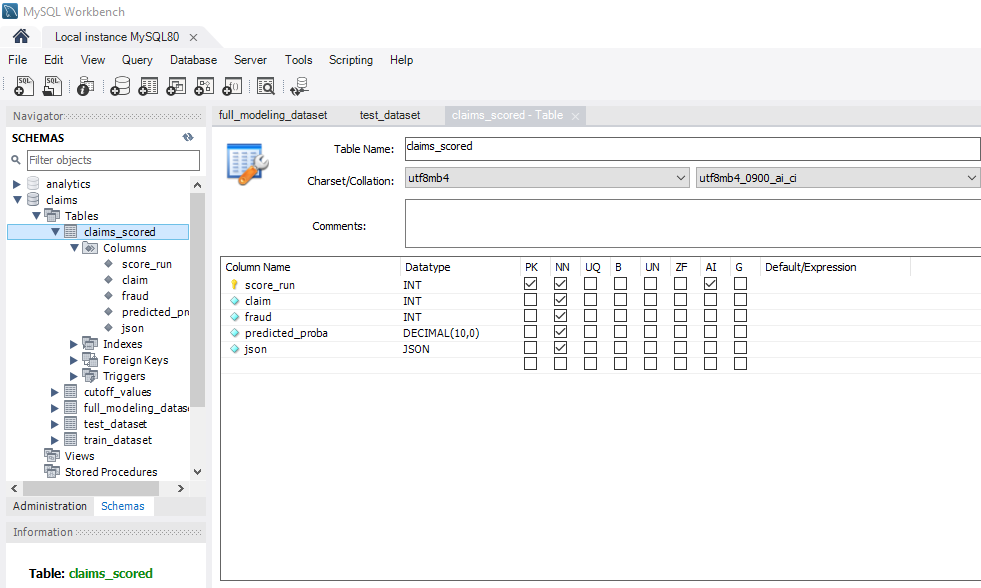 MySQL Workbench
Local instance MySQL80
File Edit View Query Database Server Tools Scripting Help
Navigator
SCHEMAS
Filter objects
analytics
claims
Tables
claims_scored
Columns
score_run
claim
fraud
predicted_pr
json
Indexes
Foreign Keys
Triggers
cutoff_values
full_modeling_datase
test_dataset
train_dataset
Views
Stored Procedures
Administration Schemas
Information
Table: claims_scored
full_modeling_dataset test_dataset claims_scored - Table
Table Name: claims_scored
Charset/Collation: utf8mb4 utf8mb4_0900_ai_ci
Comments:
Column Name Datatype PK NN UQ B UN ZF AI G Default/Expression
score_run INT
claim INT
fraud INT
predicted_proba DECIMAL(10,0)
json JSON